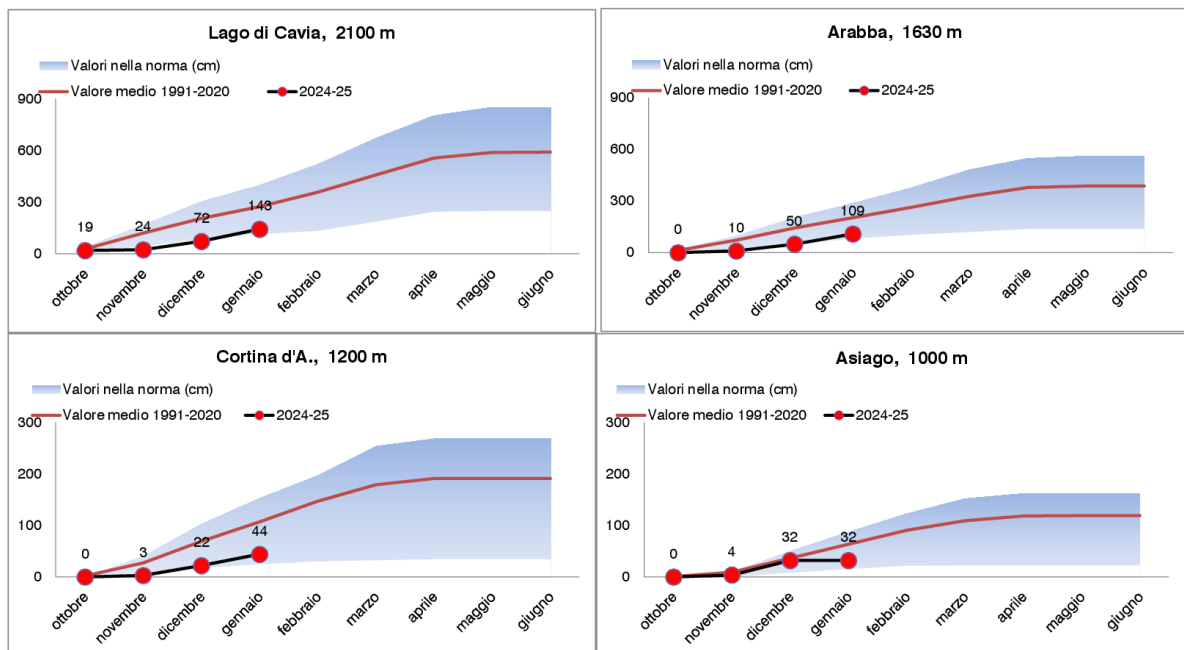 Lago di Cavia, 2100 m
Valori nella norma (cm)
Valore medio 1991-2020 2024-25
900
600
300
0
19 24 72 143
ottobre novembre dicembre gennaio febbraio marzo aprile maggio giugno
Arabba, 1630 m
Valori nella norma (cm)
Valore medio 1991-2020 2024-25
900
600
300
0
0 10 50 109
ottobre novembre dicembre gennaio febbraio marzo aprile maggio giugno
Cortina d'A., 1200 m
Valori nella norma (cm)
Valore medio 1991-2020 2024-25
300
200
100
0
0 3 22 44
ottobre novembre dicembre gennaio febbraio marzo aprile maggio giugno
Asiago, 1000 m
Valori nella norma (cm)
Valore medio 1991-2020 2024-25
300
200
100
0
0 4 32 32
ottobre novembre dicembre gennaio febbraio marzo aprile maggio giugno